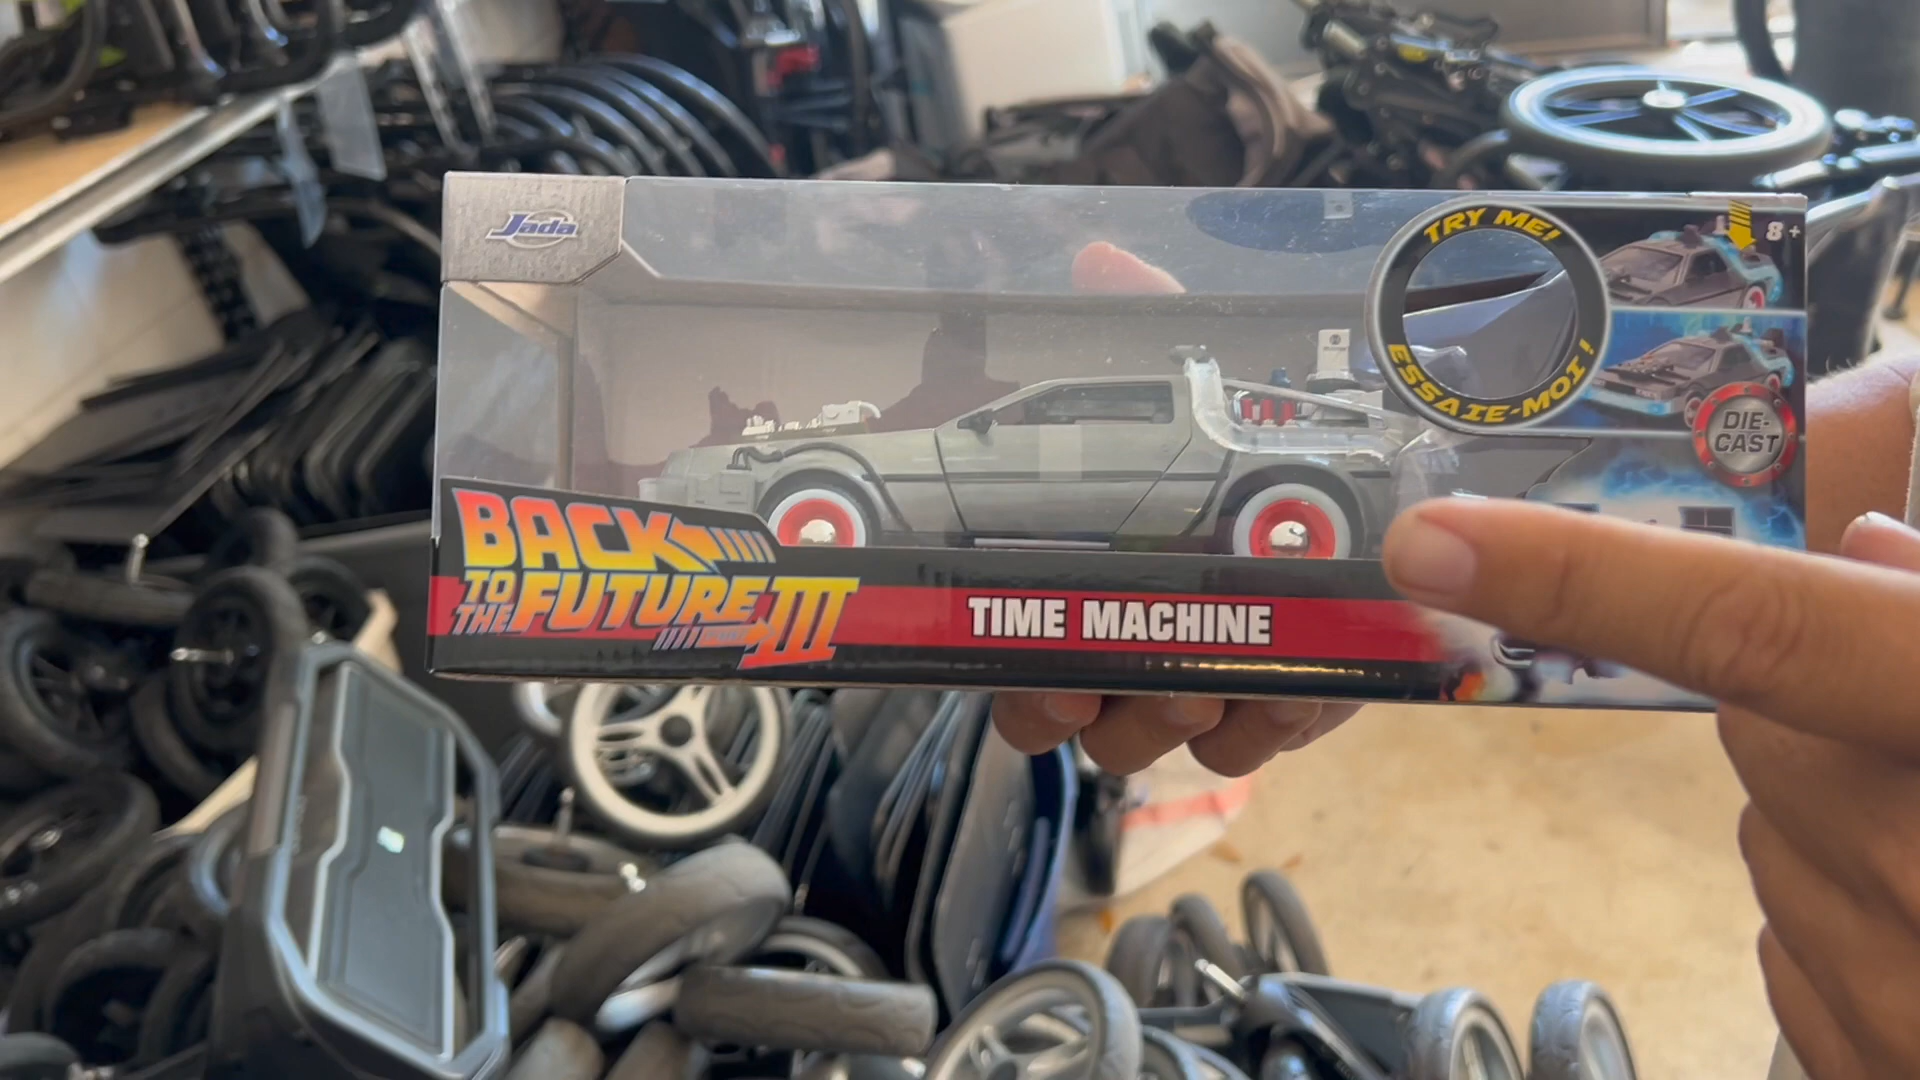 Jada
TRY ME!
ESSAIE-MOI!
8+
DIE-
CAST
BACK
TO
THE FUTURE III
TIME MACHINE